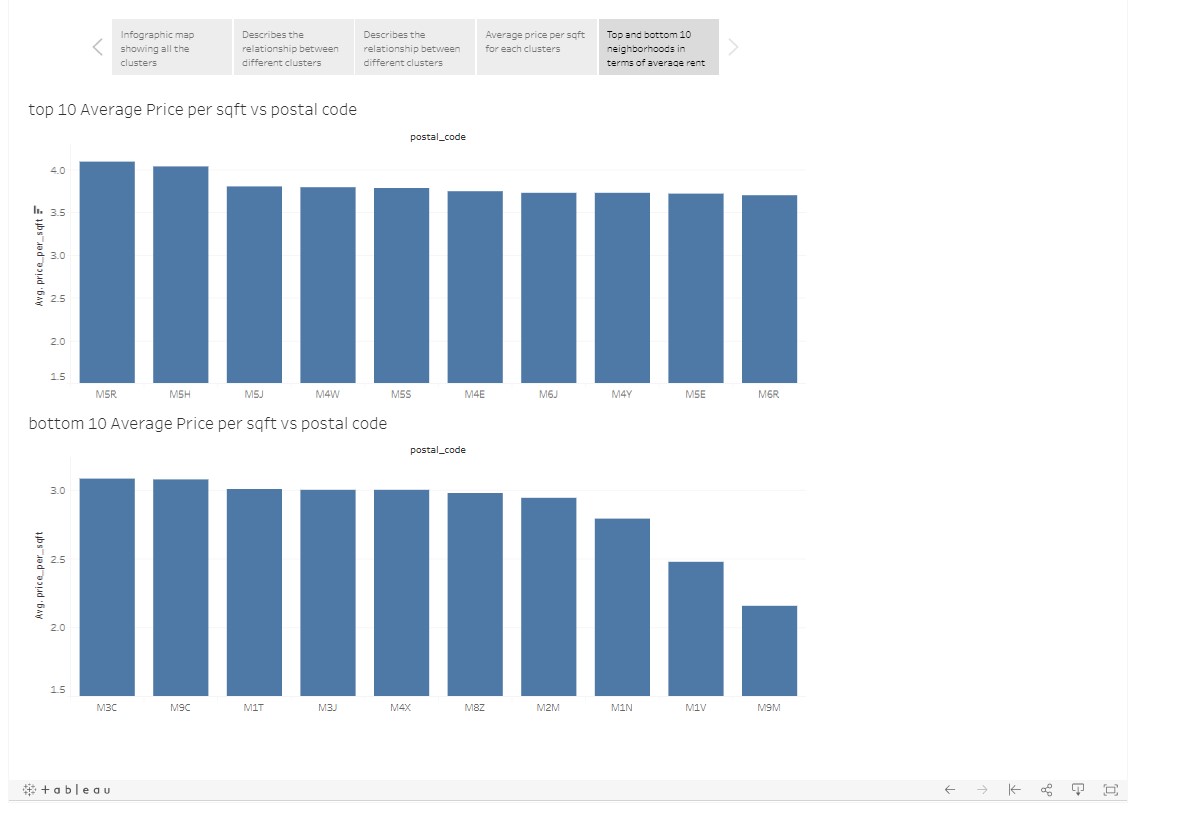 Infographic map
showing all the
clusters
Describes the
relationship between
different clusters
Describes the
relationship between
different clusters
Average price per sqft
for each clusters
Top and bottom 10
neighborhoods in
terms of average rent
top 10 Average Price per sqft vs postal code
postal_code
Avg. price_per_sqft
4.0
3.5
3.0
2.5
2.0
1.5
M5R M5H M5J M4W M5S M4E M6J M4Y M5E M6R
bottom 10 Average Price per sqft vs postal code
postal_code
Avg. price_per_sqft
3.0
2.5
2.0
1.5
M3C M9C M1T M3J M4X M8Z M2M M1N M1V M9M
+ a b | e a u